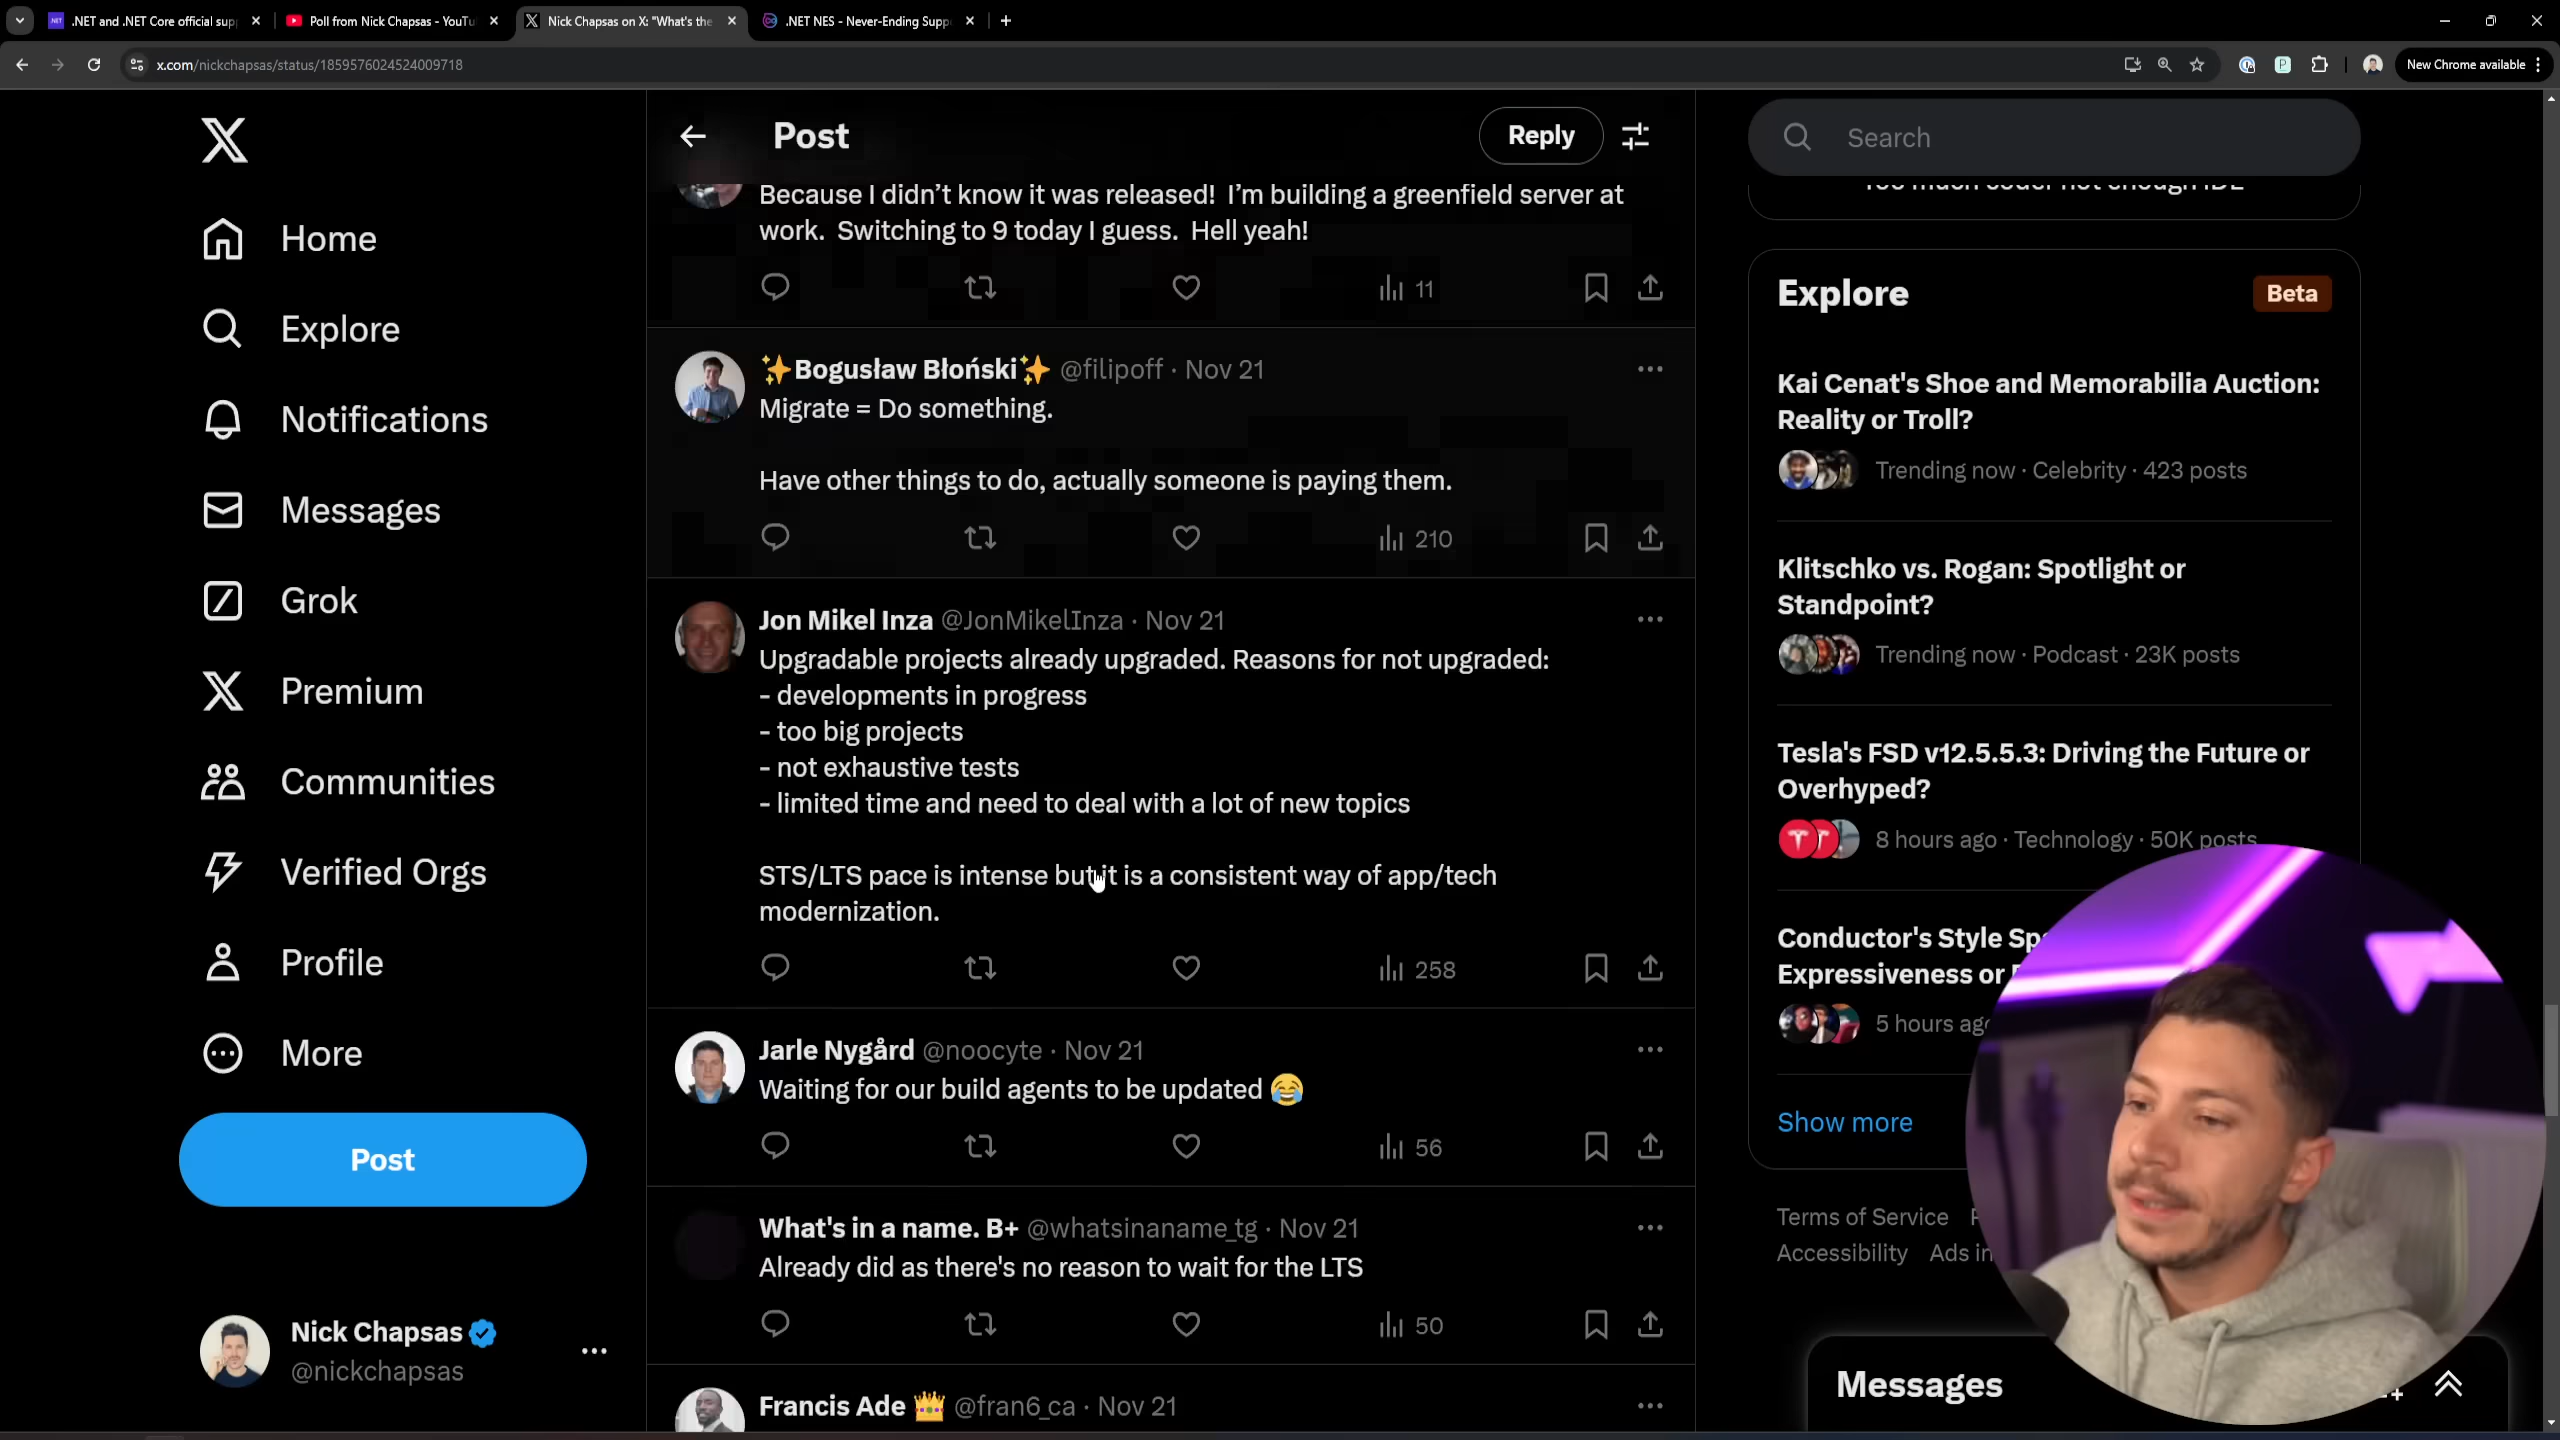 .NET and .NET Core official sup
Poll from Nick Chapsas - YouTu
Nick Chapsas on X: "What's the
.NET NES - Never-Ending Supp
x.com/nickchapsas/status/1859576024524009718
New Chrome available
Home
Explore
Notifications
Messages
Grok
Premium
Communities
Verified Orgs
Profile
More
Post
Nick Chapsas
@nickchapsas
Post
Reply
Because I didn't know it was released! I'm building a greenfield server at
work. Switching to 9 today I guess. Hell yeah!
11
✨Bogusław Błoński✨ @filipoff · Nov 21
Migrate = Do something.
Have other things to do, actually someone is paying them.
210
Jon Mikel Inza @JonMikelInza · Nov 21
Upgradable projects already upgraded. Reasons for not upgraded:
- developments in progress
- too big projects
- not exhaustive tests
- limited time and need to deal with a lot of new topics
STS/LTS pace is intense but it is a consistent way of app/tech
modernization.
258
Jarle Nygård @noocyte · Nov 21
Waiting for our build agents to be updated 😂
56
What's in a name. B+ @whatsinaname_tg · Nov 21
Already did as there's no reason to wait for the LTS
50
Francis Ade 👑 @fran6_ca · Nov 21
Search
Too much coder not enough IDE
Explore
Beta
Kai Cenat's Shoe and Memorabilia Auction:
Reality or Troll?
Trending now · Celebrity · 423 posts
Klitschko vs. Rogan: Spotlight or
Standpoint?
Trending now · Podcast · 23K posts
Tesla's FSD v12.5.5.3: Driving the Future or
Overhyped?
8 hours ago · Technology · 50K posts
Conductor's Style Sp
Expressiveness or
5 hours ag
Show more
Terms of Service
Accessibility Ads in
Messages